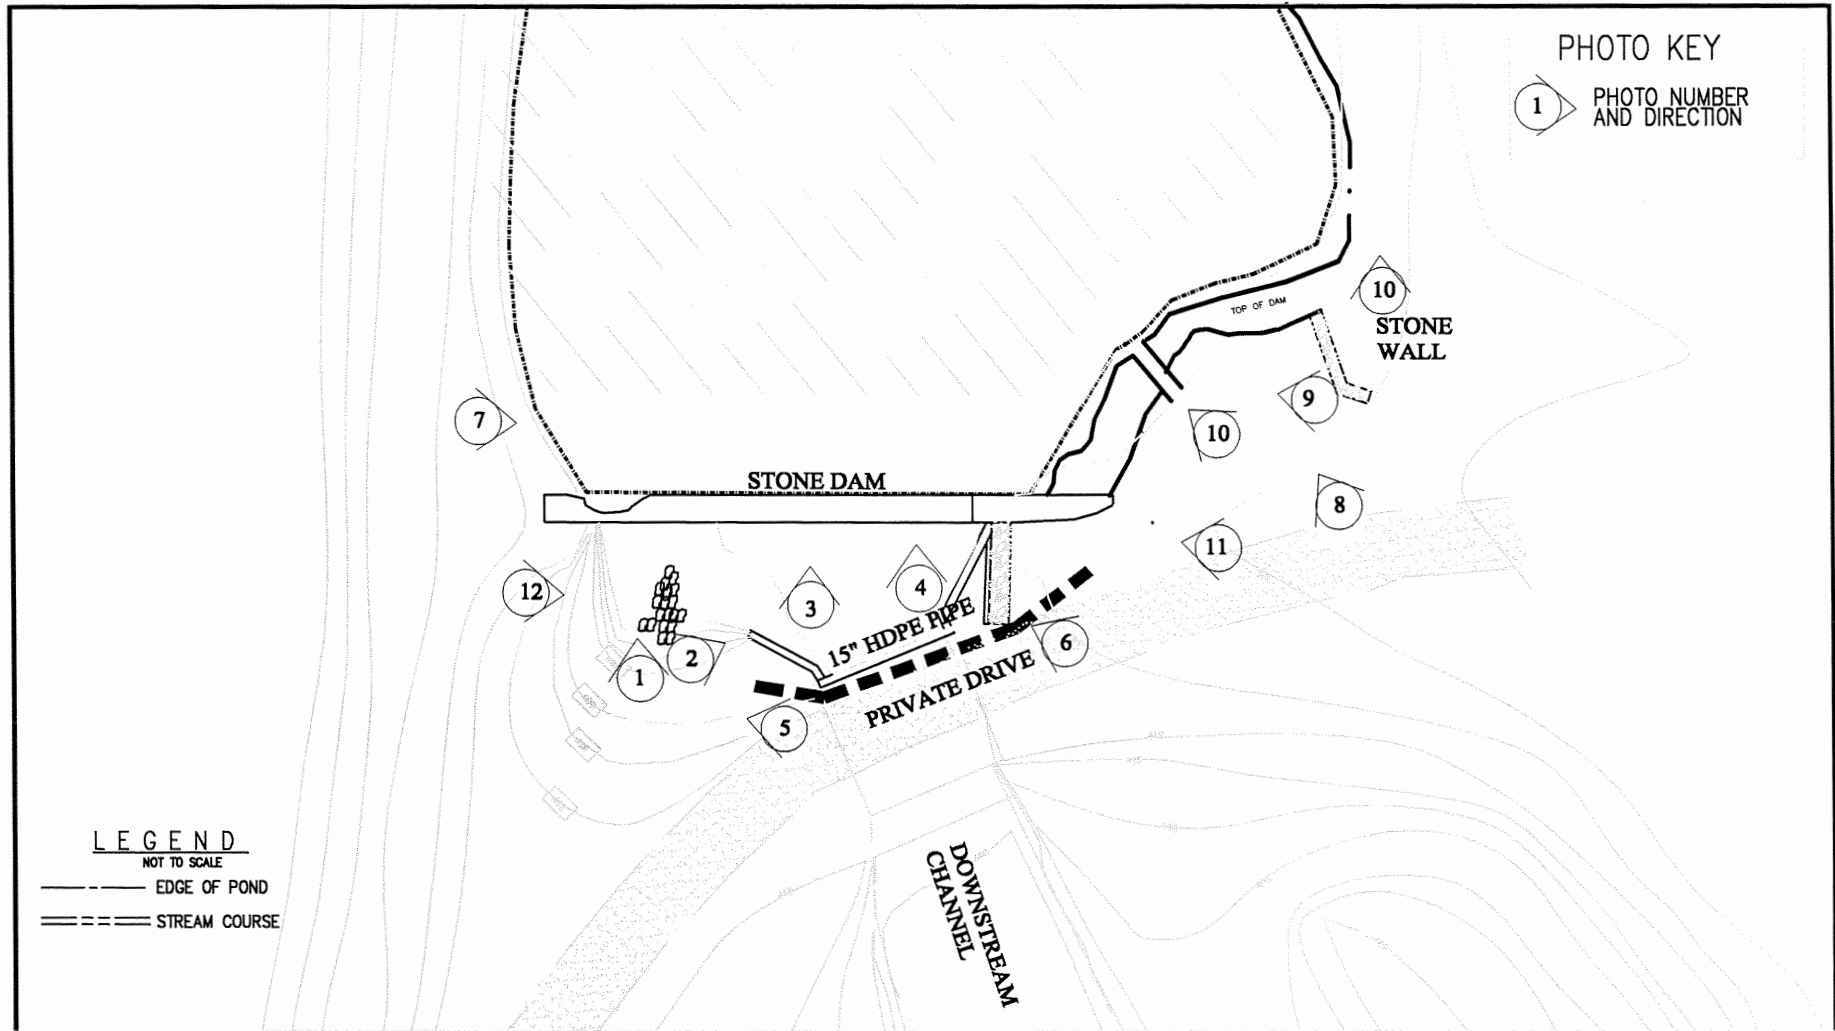 PHOTO KEY
1
PHOTO NUMBER
AND DIRECTION
10
TOP OF DAM
STONE
WALL
9
7
10
STONE DAM
8
11
12
4
3
15" HDPE PIPE
6
2
1
PRIVATE DRIVE
5
LEGEND
NOT TO SCALE
EDGE OF POND
STREAM COURSE
DOWNSTREAM
CHANNEL